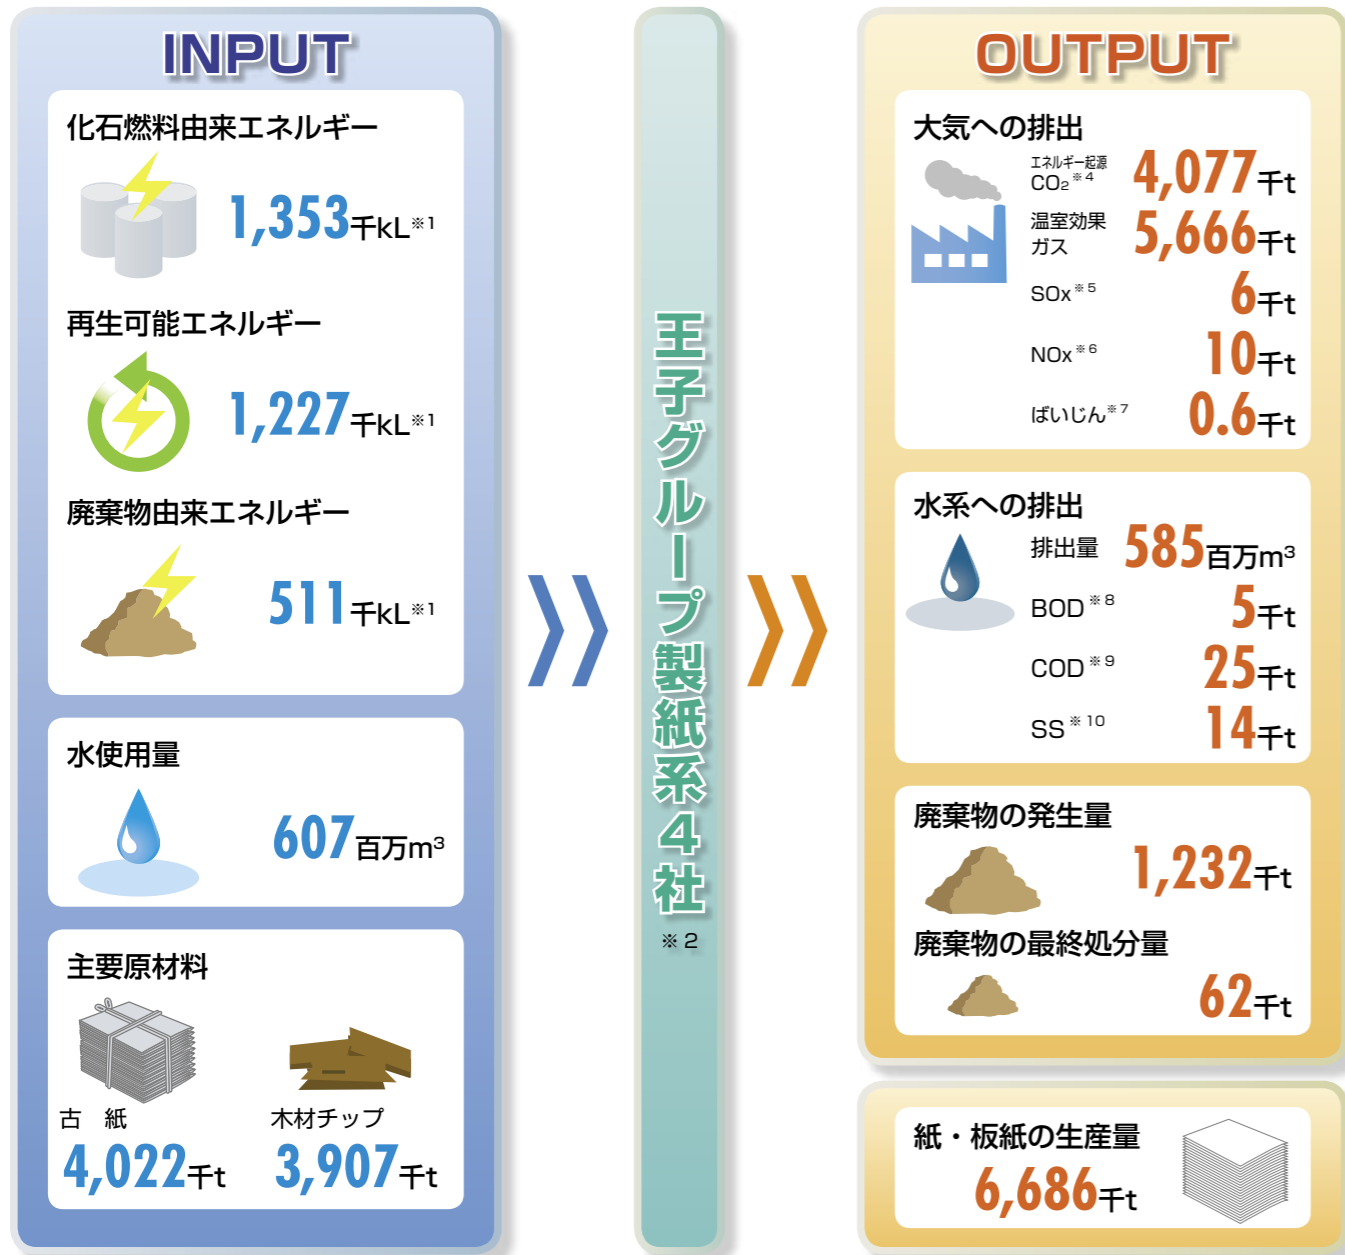 INPUT
化石燃料由来エネルギー
1,353千kL※1
再生可能エネルギー
1,227千kL※1
廃棄物由来エネルギー
511千kL※1
水使用量
607百万m³
主要原材料
古 紙
4,022千t
木材チップ
3,907千t
王子グループ製紙系4社
※2
OUTPUT
大気への排出
エネルギー起源
CO₂※4 4,077千t
温室効果
ガス 5,666千t
SOx※5 6千t
NOx※6 10千t
ばいじん※7 0.6千t
水系への排出
排出量 585百万m³
BOD※8 5千t
COD※9 25千t
SS※10 14千t
廃棄物の発生量
1,232千t
廃棄物の最終処分量
62千t
紙・板紙の生産量
6,686千t